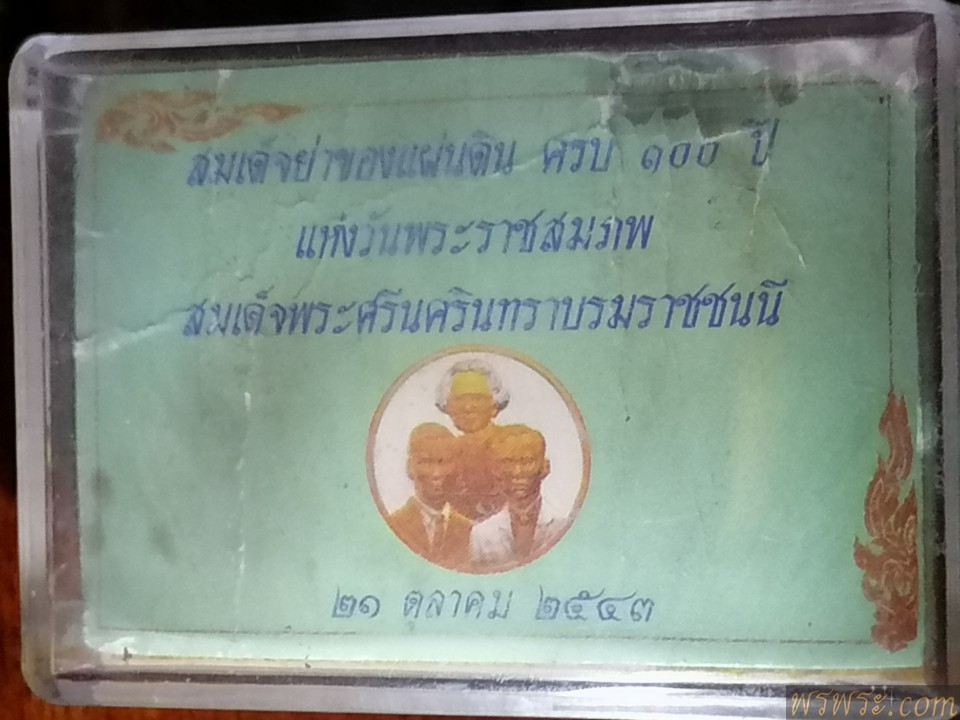 สมเด็จย่าของแผ่นดิน ครบ ๑๐๐ ปี
แห่งวันพระราชสมภพ
สมเด็จพระศรีนครินทราบรมราชชนนี
๒๑ ตุลาคม ๒๕๔๓
พรพระ.com